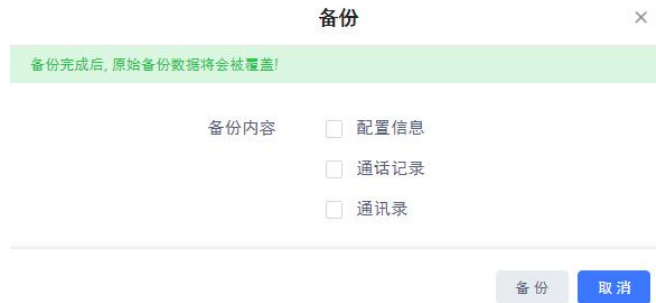 备份
备份完成后, 原始备份数据将会被覆盖!
备份内容
配置信息
通话记录
通讯录
备 份
取 消